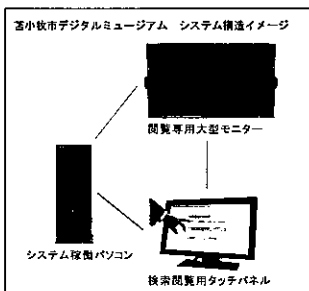 苫小牧市デジタルミュージアム　システム構造イメージ
閲覧専用大型モニター
システム稼働パソコン
検索閲覧用タッチパネル